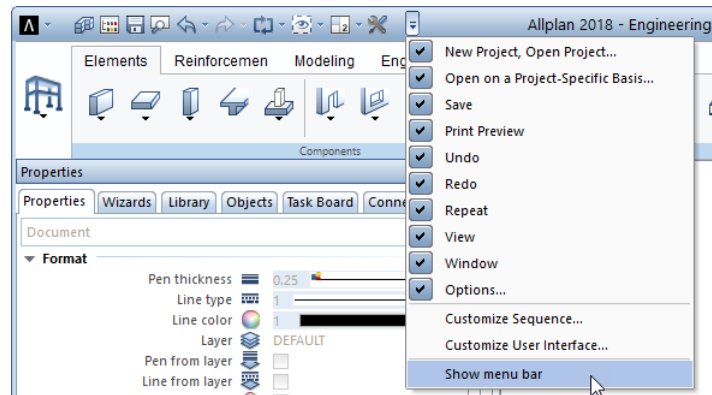 Allplan 2018 - Engineering
Elements Reinforcemen Modeling Eng
Components
Properties
Properties Wizards Library Objects Task Board Conne
Document
Format
Pen thickness 0.25
Line type 1
Line color 1
Layer DEFAULT
Pen from layer
Line from layer
New Project, Open Project...
Open on a Project-Specific Basis...
Save
Print Preview
Undo
Redo
Repeat
View
Window
Options...
Customize Sequence...
Customize User Interface...
Show menu bar